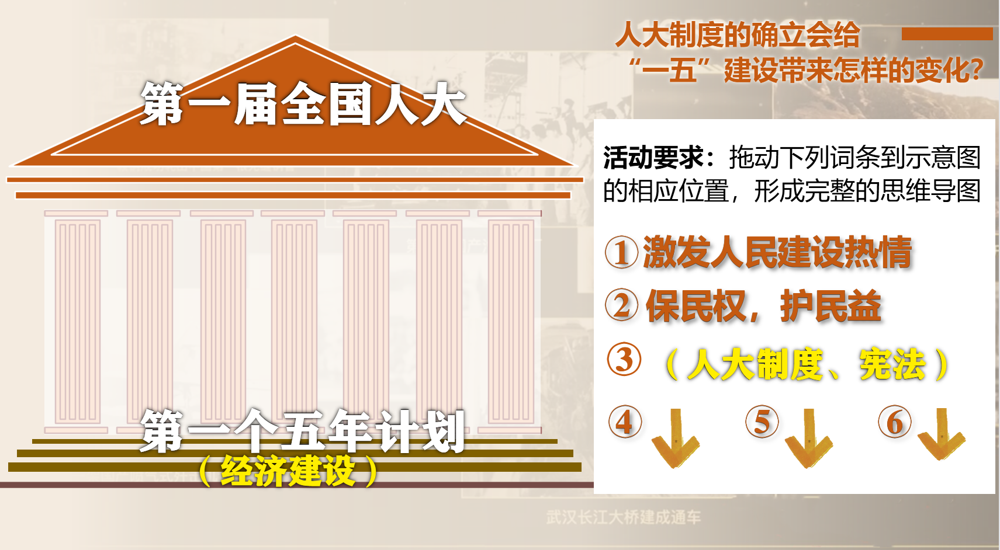 人大制度的确立会给
“一五”建设带来怎样的变化？
第一届全国人大
活动要求：拖动下列词条到示意图
的相应位置，形成完整的思维导图
①激发人民建设热情
②保民权，护民益
③（人大制度、宪法）
④ ⑤ ⑥
第一个五年计划
（经济建设）
武汉长江大桥建成通车